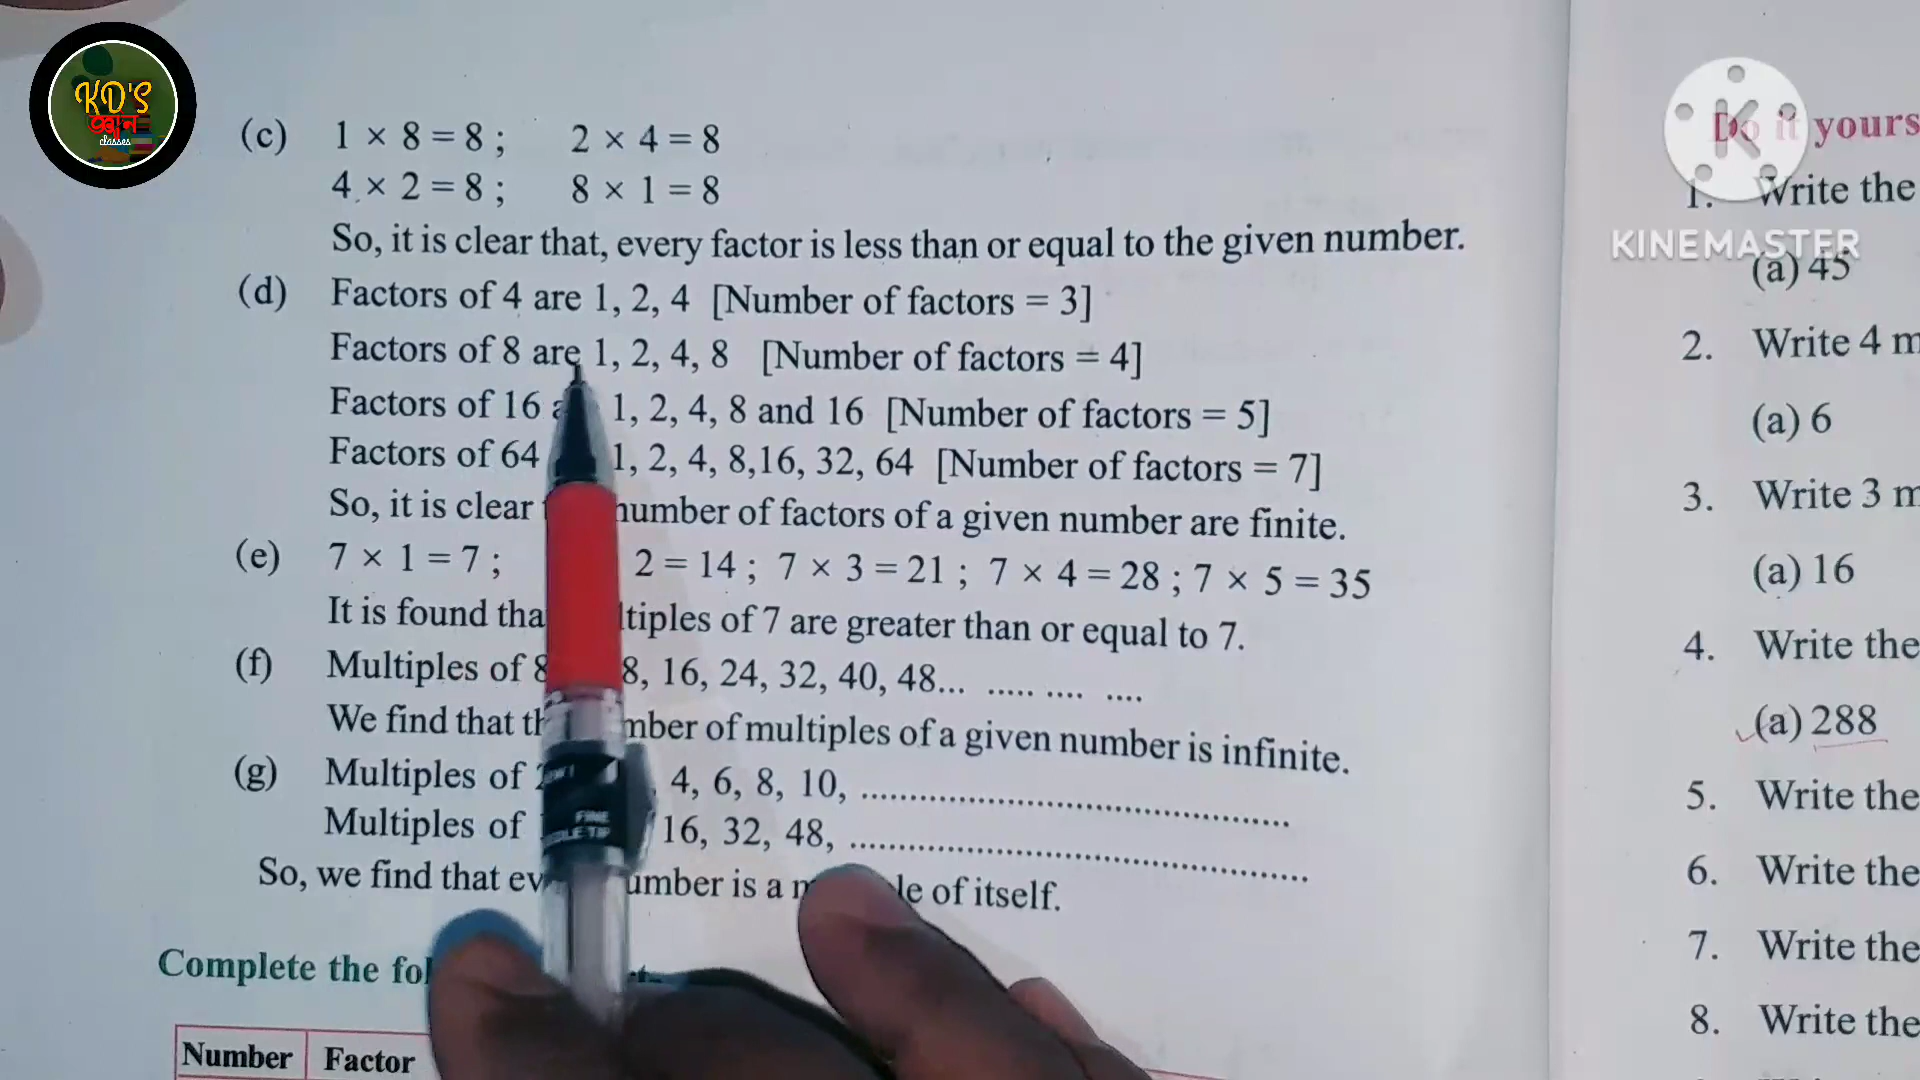 KD'S
জ্ঞান
classes
KINEMASTER
(c) 1 × 8 = 8 ; 2 × 4 = 8
4 × 2 = 8 ; 8 × 1 = 8
So, it is clear that, every factor is less than or equal to the given number.
(d) Factors of 4 are 1, 2, 4 [Number of factors = 3]
Factors of 8 are 1, 2, 4, 8 [Number of factors = 4]
Factors of 16 1, 2, 4, 8 and 16 [Number of factors = 5]
Factors of 64 1, 2, 4, 8,16, 32, 64 [Number of factors = 7]
So, it is clear number of factors of a given number are finite.
(e) 7 × 1 = 7 ; 2 = 14 ; 7 × 3 = 21 ; 7 × 4 = 28 ; 7 × 5 = 35
It is found tiples of 7 are greater than or equal to 7.
(f) Multiples of 8 8, 16, 24, 32, 40, 48... ..... .... ....
We find that mber of multiples of a given number is infinite.
(g) Multiples of 4, 6, 8, 10, ..........................................
Multiples of 16, 32, 48, ..............................................
So, we find that umber is a of itself.
Complete the
Number Factor
yours
1. Write the
(a) 45
2. Write 4 m
(a) 6
3. Write 3 m
(a) 16
4. Write the
(a) 288
5. Write the
6. Write the
7. Write the
8. Write the